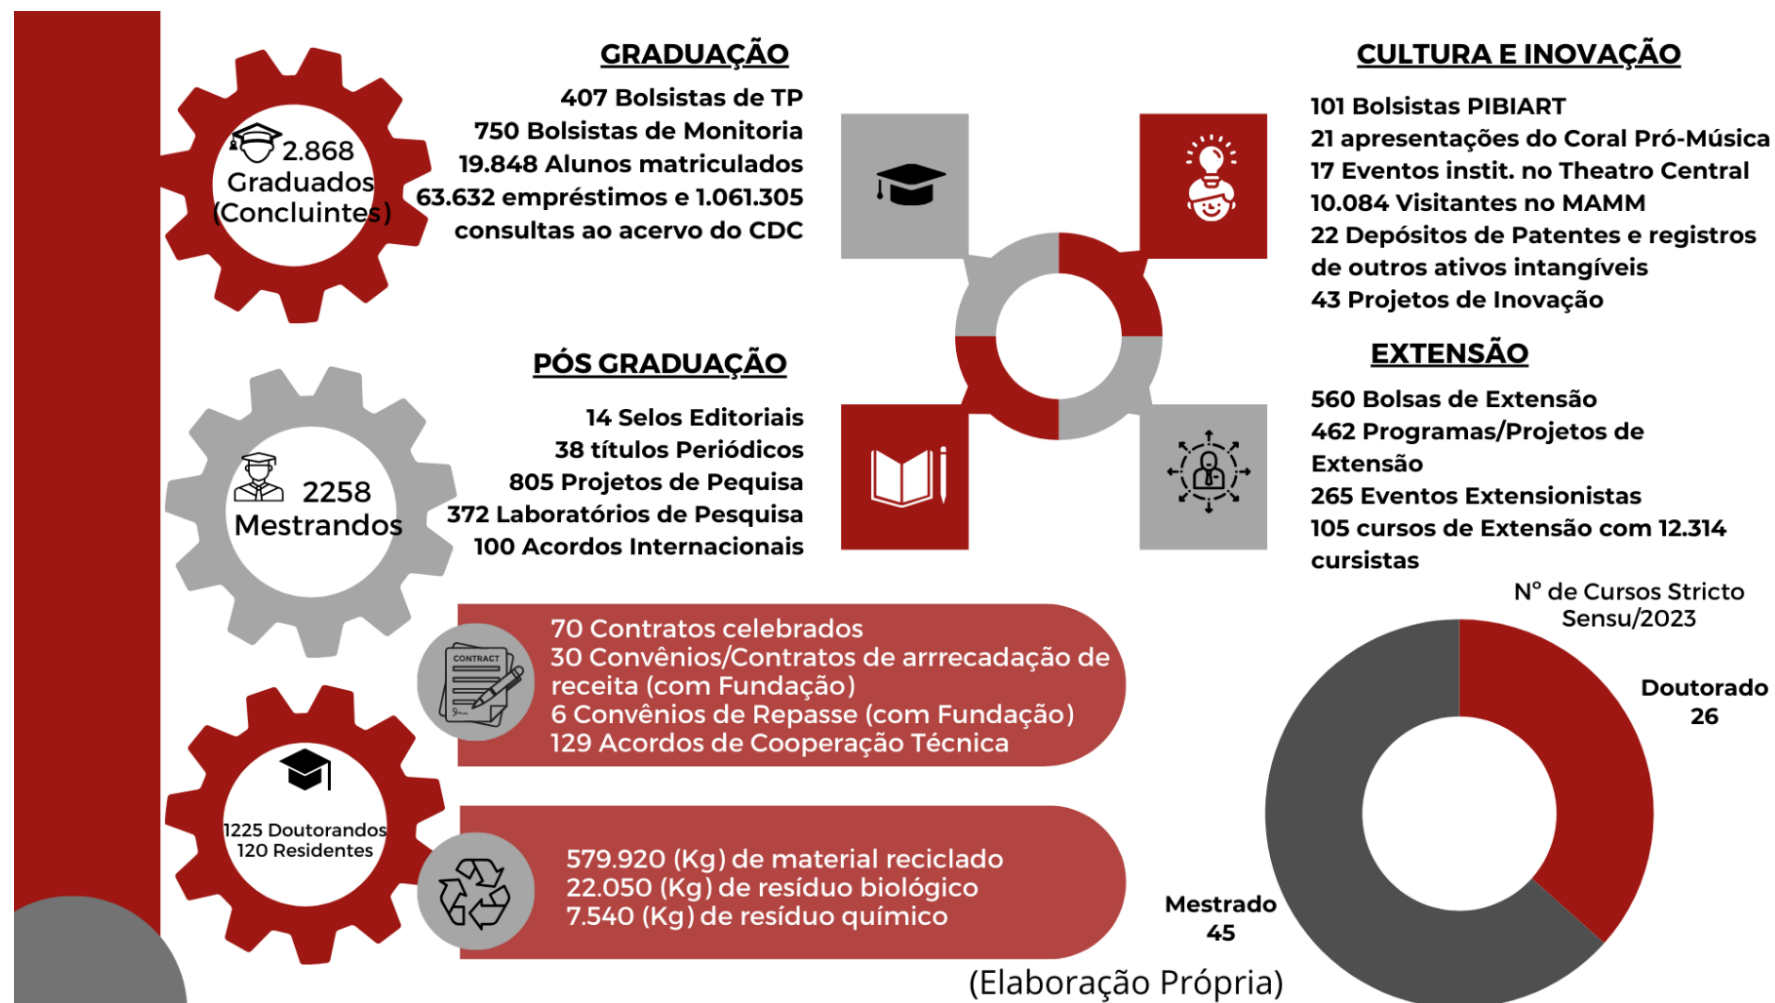 2.868
Graduados
(Concluintes)
GRADUAÇÃO
407 Bolsistas de TP
750 Bolsistas de Monitoria
19.848 Alunos matriculados
63.632 empréstimos e 1.061.305
consultas ao acervo do CDC
CULTURA E INOVAÇÃO
101 Bolsistas PIBIART
21 apresentações do Coral Pró-Música
17 Eventos instit. no Theatro Central
10.084 Visitantes no MAMM
22 Depósitos de Patentes e registros
de outros ativos intangíveis
43 Projetos de Inovação
2258
Mestrandos
PÓS GRADUAÇÃO
14 Selos Editoriais
38 títulos Periódicos
805 Projetos de Pequisa
372 Laboratórios de Pesquisa
100 Acordos Internacionais
EXTENSÃO
560 Bolsas de Extensão
462 Programas/Projetos de
Extensão
265 Eventos Extensionistas
105 cursos de Extensão com 12.314
cursistas
CONTRACT
70 Contratos celebrados
30 Convênios/Contratos de arrrecadação de
receita (com Fundação)
6 Convênios de Repasse (com Fundação)
129 Acordos de Cooperação Técnica
1225 Doutorandos
120 Residentes
579.920 (Kg) de material reciclado
22.050 (Kg) de resíduo biológico
7.540 (Kg) de resíduo químico
Nº de Cursos Stricto
Sensu/2023
Doutorado
26
Mestrado
45
(Elaboração Própria)